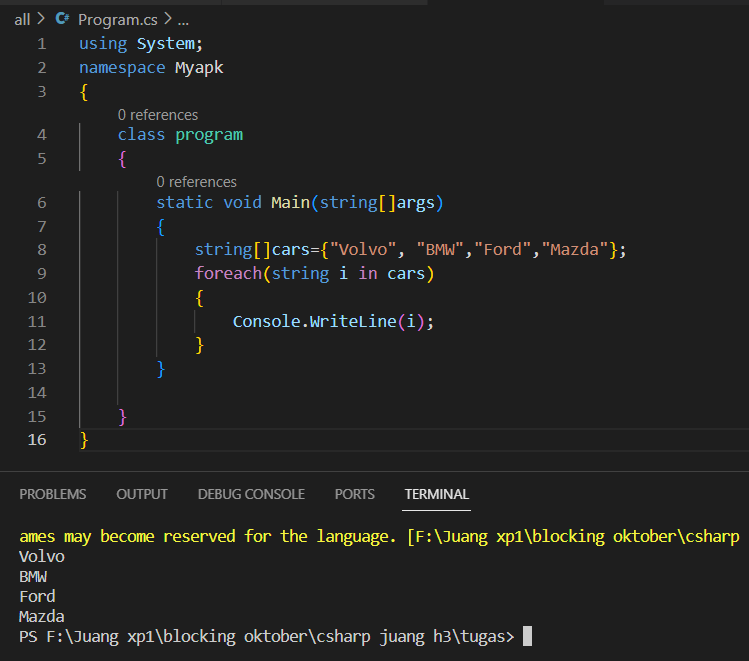 all > Program.cs > ...
1 using System;
2 namespace Myapk
3 {
0 references
4 class program
5 {
0 references
6 static void Main(string[]args)
7 {
8 string[]cars={"Volvo", "BMW","Ford","Mazda"};
9 foreach(string i in cars)
10 {
11 Console.WriteLine(i);
12 }
13 }
14
15 }
16 }
PROBLEMS OUTPUT DEBUG CONSOLE PORTS TERMINAL
ames may become reserved for the language. [F:\Juang xp1\blocking oktober\csharp
Volvo
BMW
Ford
Mazda
PS F:\Juang xp1\blocking oktober\csharp juang h3\tugas>